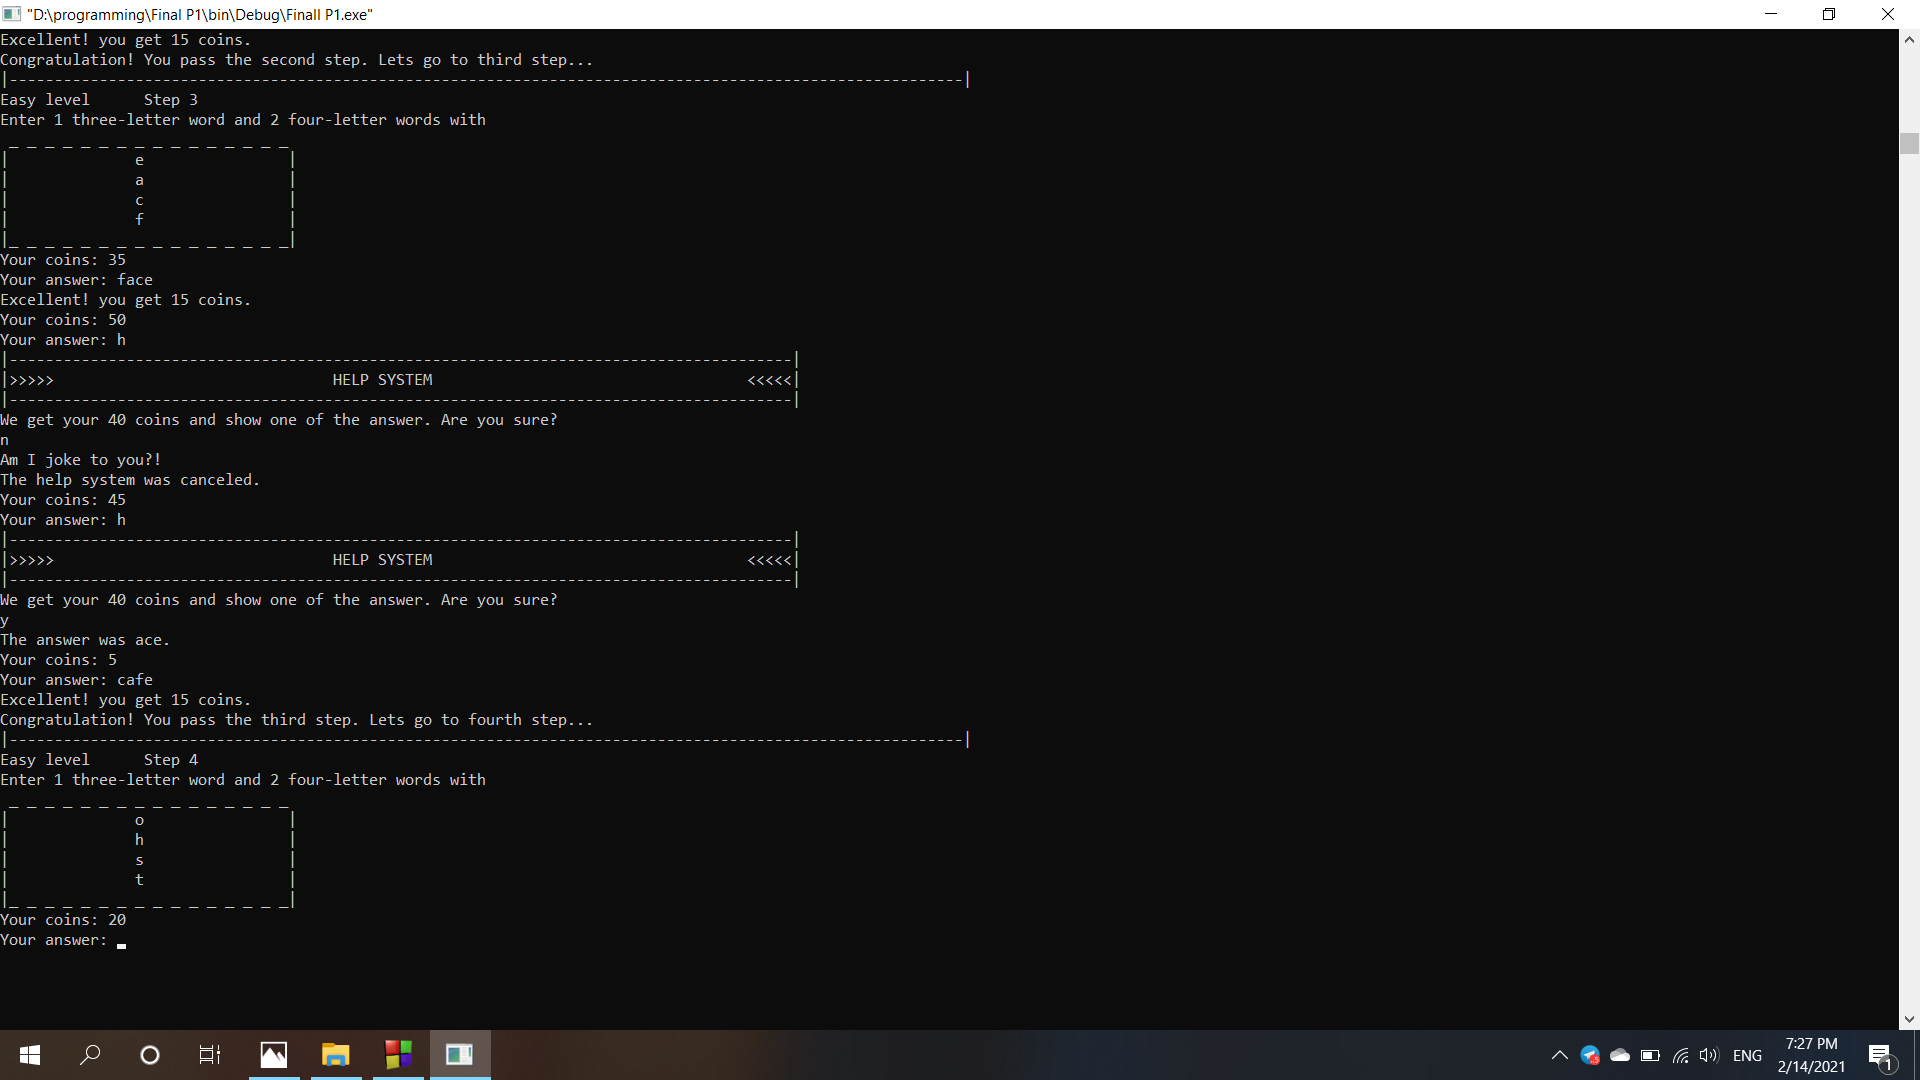 "D:\programming\Final P1\bin\Debug\Finall P1.exe"
Excellent! you get 15 coins.
Congratulation! You pass the second step. Lets go to third step...
|----------------------------------------------------------------------------------------------------------|
Easy level      Step 3
Enter 1 three-letter word and 2 four-letter words with
 _ _ _ _ _ _ _ _ _ _ _ _ _ _ _ _
|              e                |
|              a                |
|              c                |
|              f                |
|_ _ _ _ _ _ _ _ _ _ _ _ _ _ _ _|
Your coins: 35
Your answer: face
Excellent! you get 15 coins.
Your coins: 50
Your answer: h
|---------------------------------------------------------------------------------------|
|>>>>>                               HELP SYSTEM                                   <<<<<|
|---------------------------------------------------------------------------------------|
We get your 40 coins and show one of the answer. Are you sure?
n
Am I joke to you?!
The help system was canceled.
Your coins: 45
Your answer: h
|---------------------------------------------------------------------------------------|
|>>>>>                               HELP SYSTEM                                   <<<<<|
|---------------------------------------------------------------------------------------|
We get your 40 coins and show one of the answer. Are you sure?
y
The answer was ace.
Your coins: 5
Your answer: cafe
Excellent! you get 15 coins.
Congratulation! You pass the third step. Lets go to fourth step...
|----------------------------------------------------------------------------------------------------------|
Easy level      Step 4
Enter 1 three-letter word and 2 four-letter words with
 _ _ _ _ _ _ _ _ _ _ _ _ _ _ _ _
|              o                |
|              h                |
|              s                |
|              t                |
|_ _ _ _ _ _ _ _ _ _ _ _ _ _ _ _|
Your coins: 20
Your answer: _
ENG
7:27 PM
2/14/2021
1